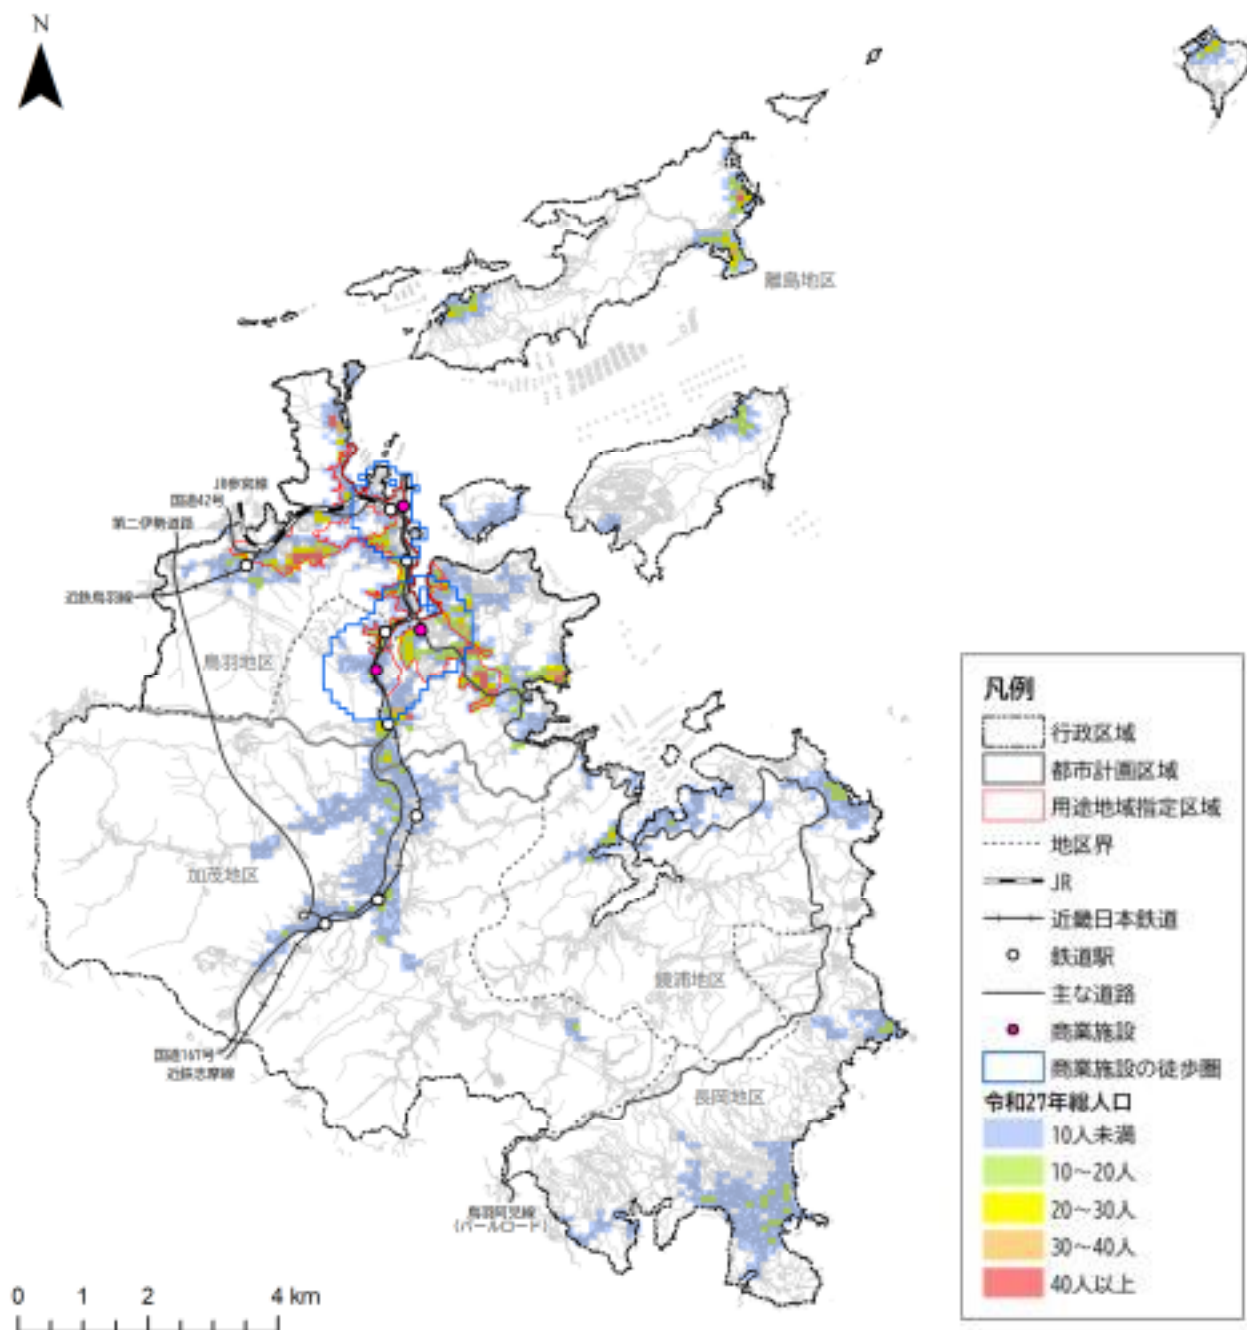 N
離島地区
JR参宮線
国道42号
第二伊勢道路
近鉄鳥羽線
鳥羽地区
加茂地区
鏡浦地区
国道167号
近鉄志摩線
長岡地区
鳥羽阿児線
(パールロード)
0 1 2 4 km
凡例
行政区域
都市計画区域
用途地域指定区域
地区界
JR
近畿日本鉄道
鉄道駅
主な道路
商業施設
商業施設の徒歩圏
令和27年総人口
10人未満
10～20人
20～30人
30～40人
40人以上